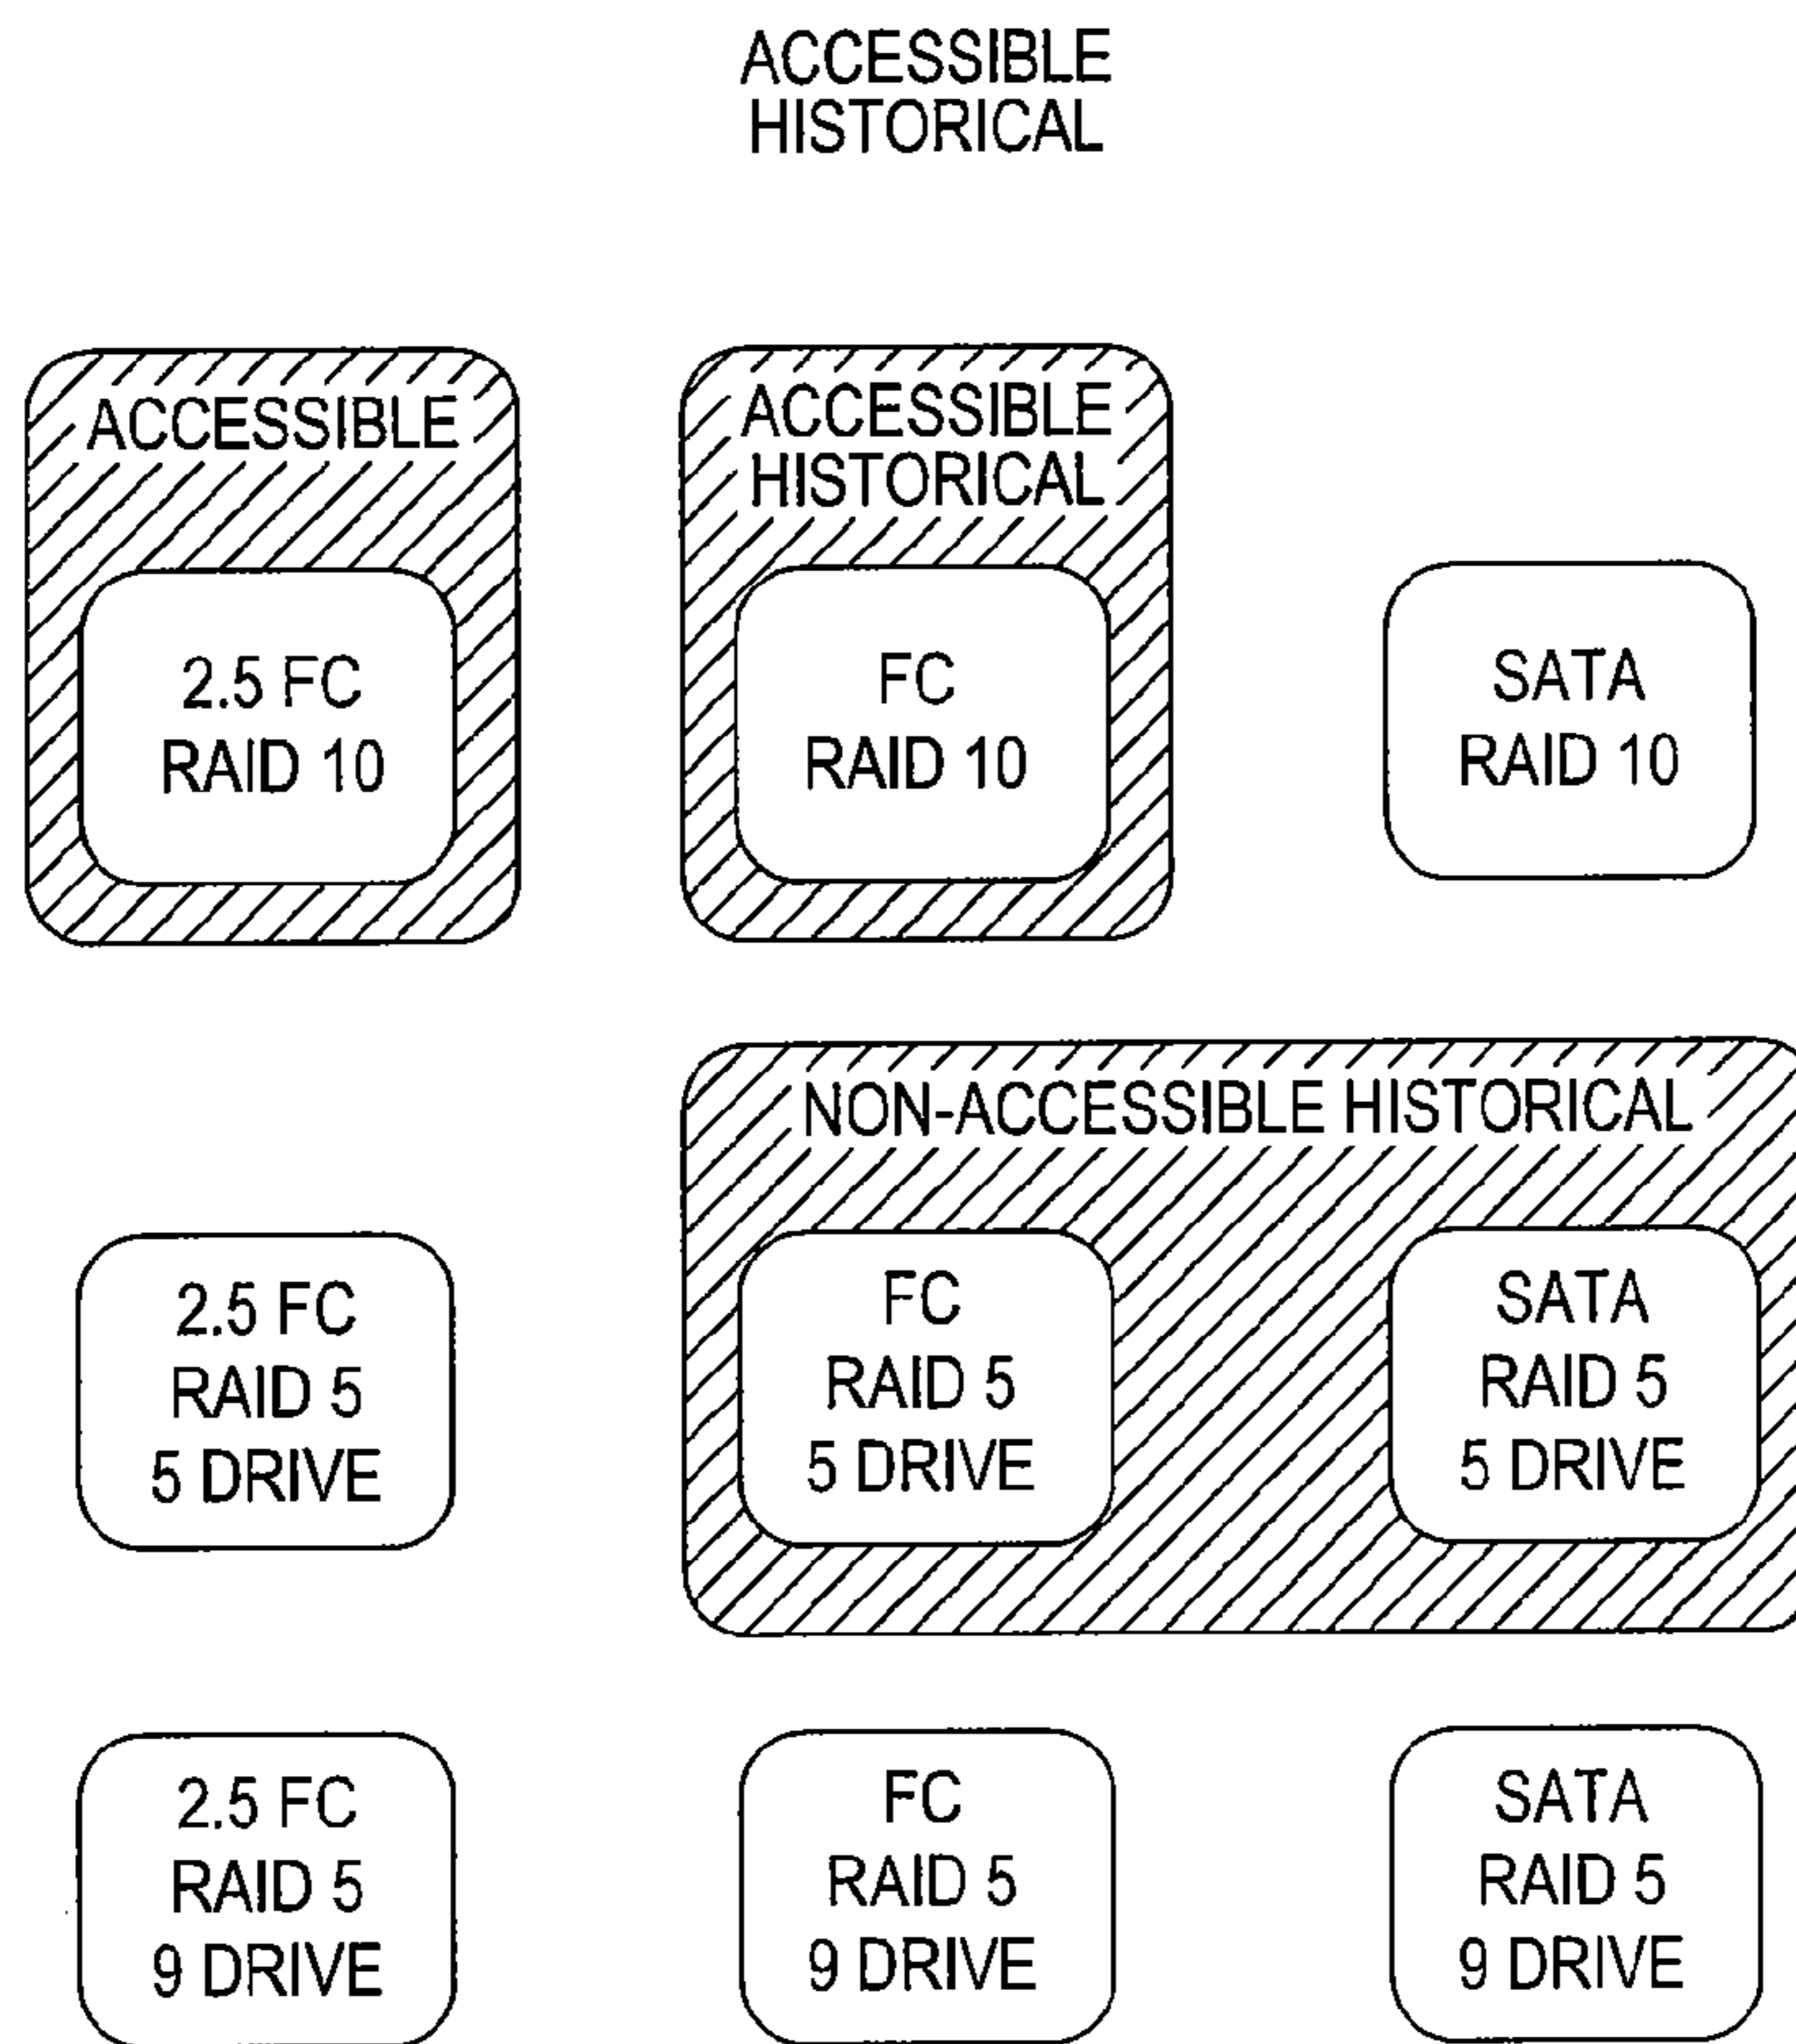 ACCESSIBLE
HISTORICAL
ACCESSIBLE
ACCESSIBLE
HISTORICAL
2.5 FC
RAID 10
FC
RAID 10
SATA
RAID 10
NON-ACCESSIBLE HISTORICAL
2.5 FC
RAID 5
5 DRIVE
FC
RAID 5
5 DRIVE
SATA
RAID 5
5 DRIVE
2.5 FC
RAID 5
9 DRIVE
FC
RAID 5
9 DRIVE
SATA
RAID 5
9 DRIVE